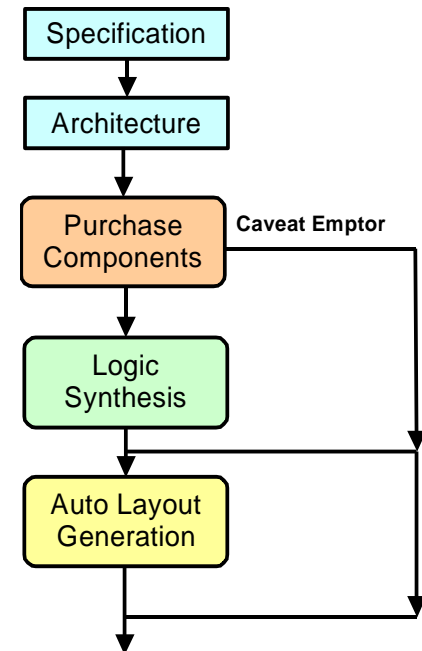 Specification
Architecture
Purchase
Components
Caveat Emptor
Logic
Synthesis
Auto Layout
Generation